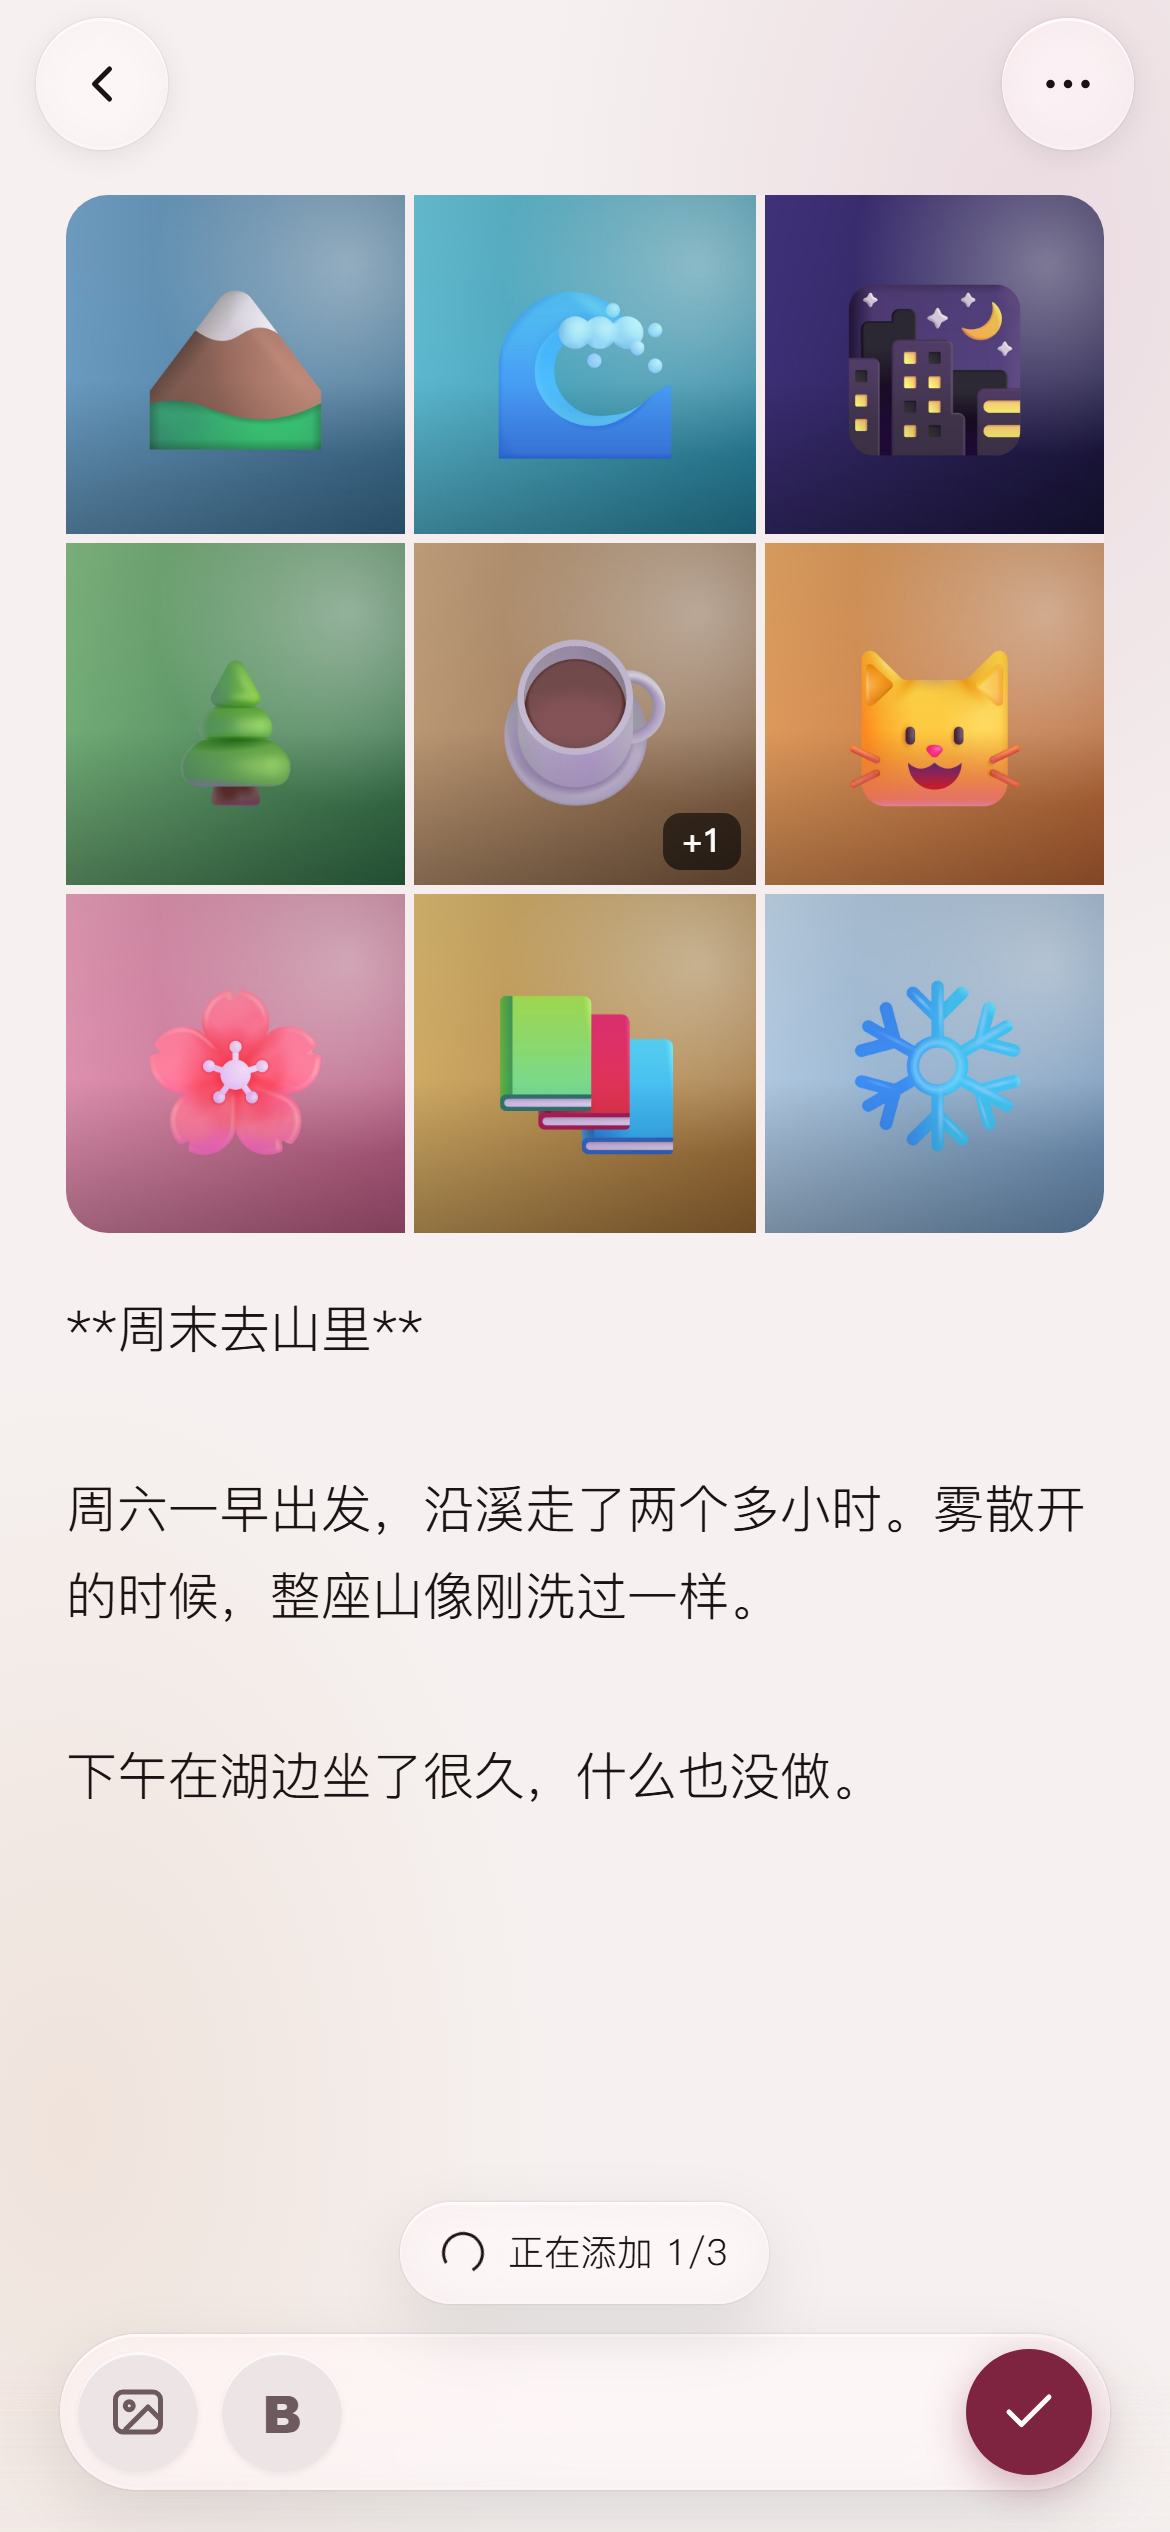 +1
**周末去山里**
周六一早出发，沿溪走了两个多小时。雾散开
的时候，整座山像刚洗过一样。
下午在湖边坐了很久，什么也没做。
正在添加 1/3
B